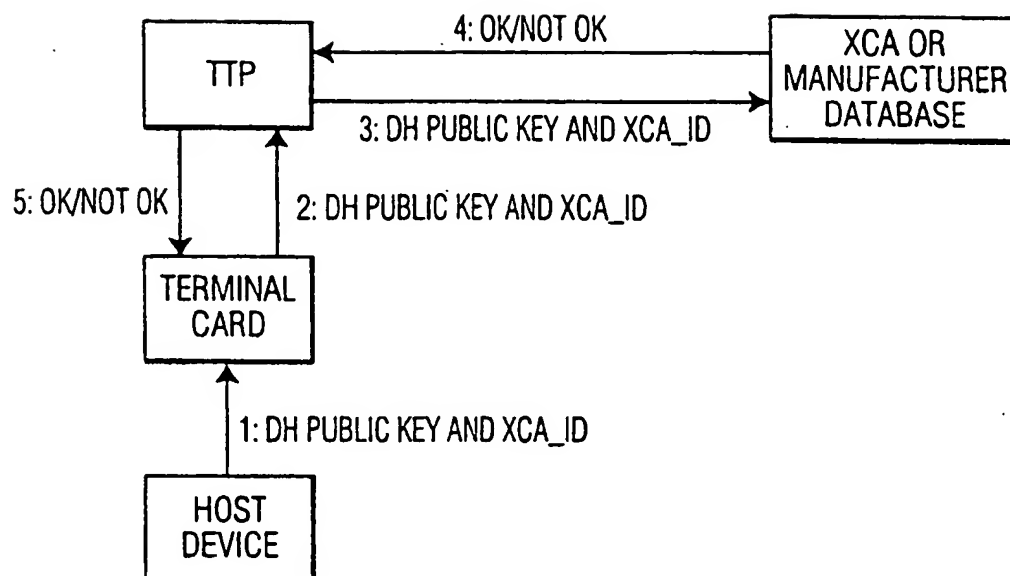 4: OK/NOT OK
TTP
XCA OR
MANUFACTURER
DATABASE
3: DH PUBLIC KEY AND XCA_ID
5: OK/NOT OK
2: DH PUBLIC KEY AND XCA_ID
TERMINAL
CARD
1: DH PUBLIC KEY AND XCA_ID
HOST
DEVICE